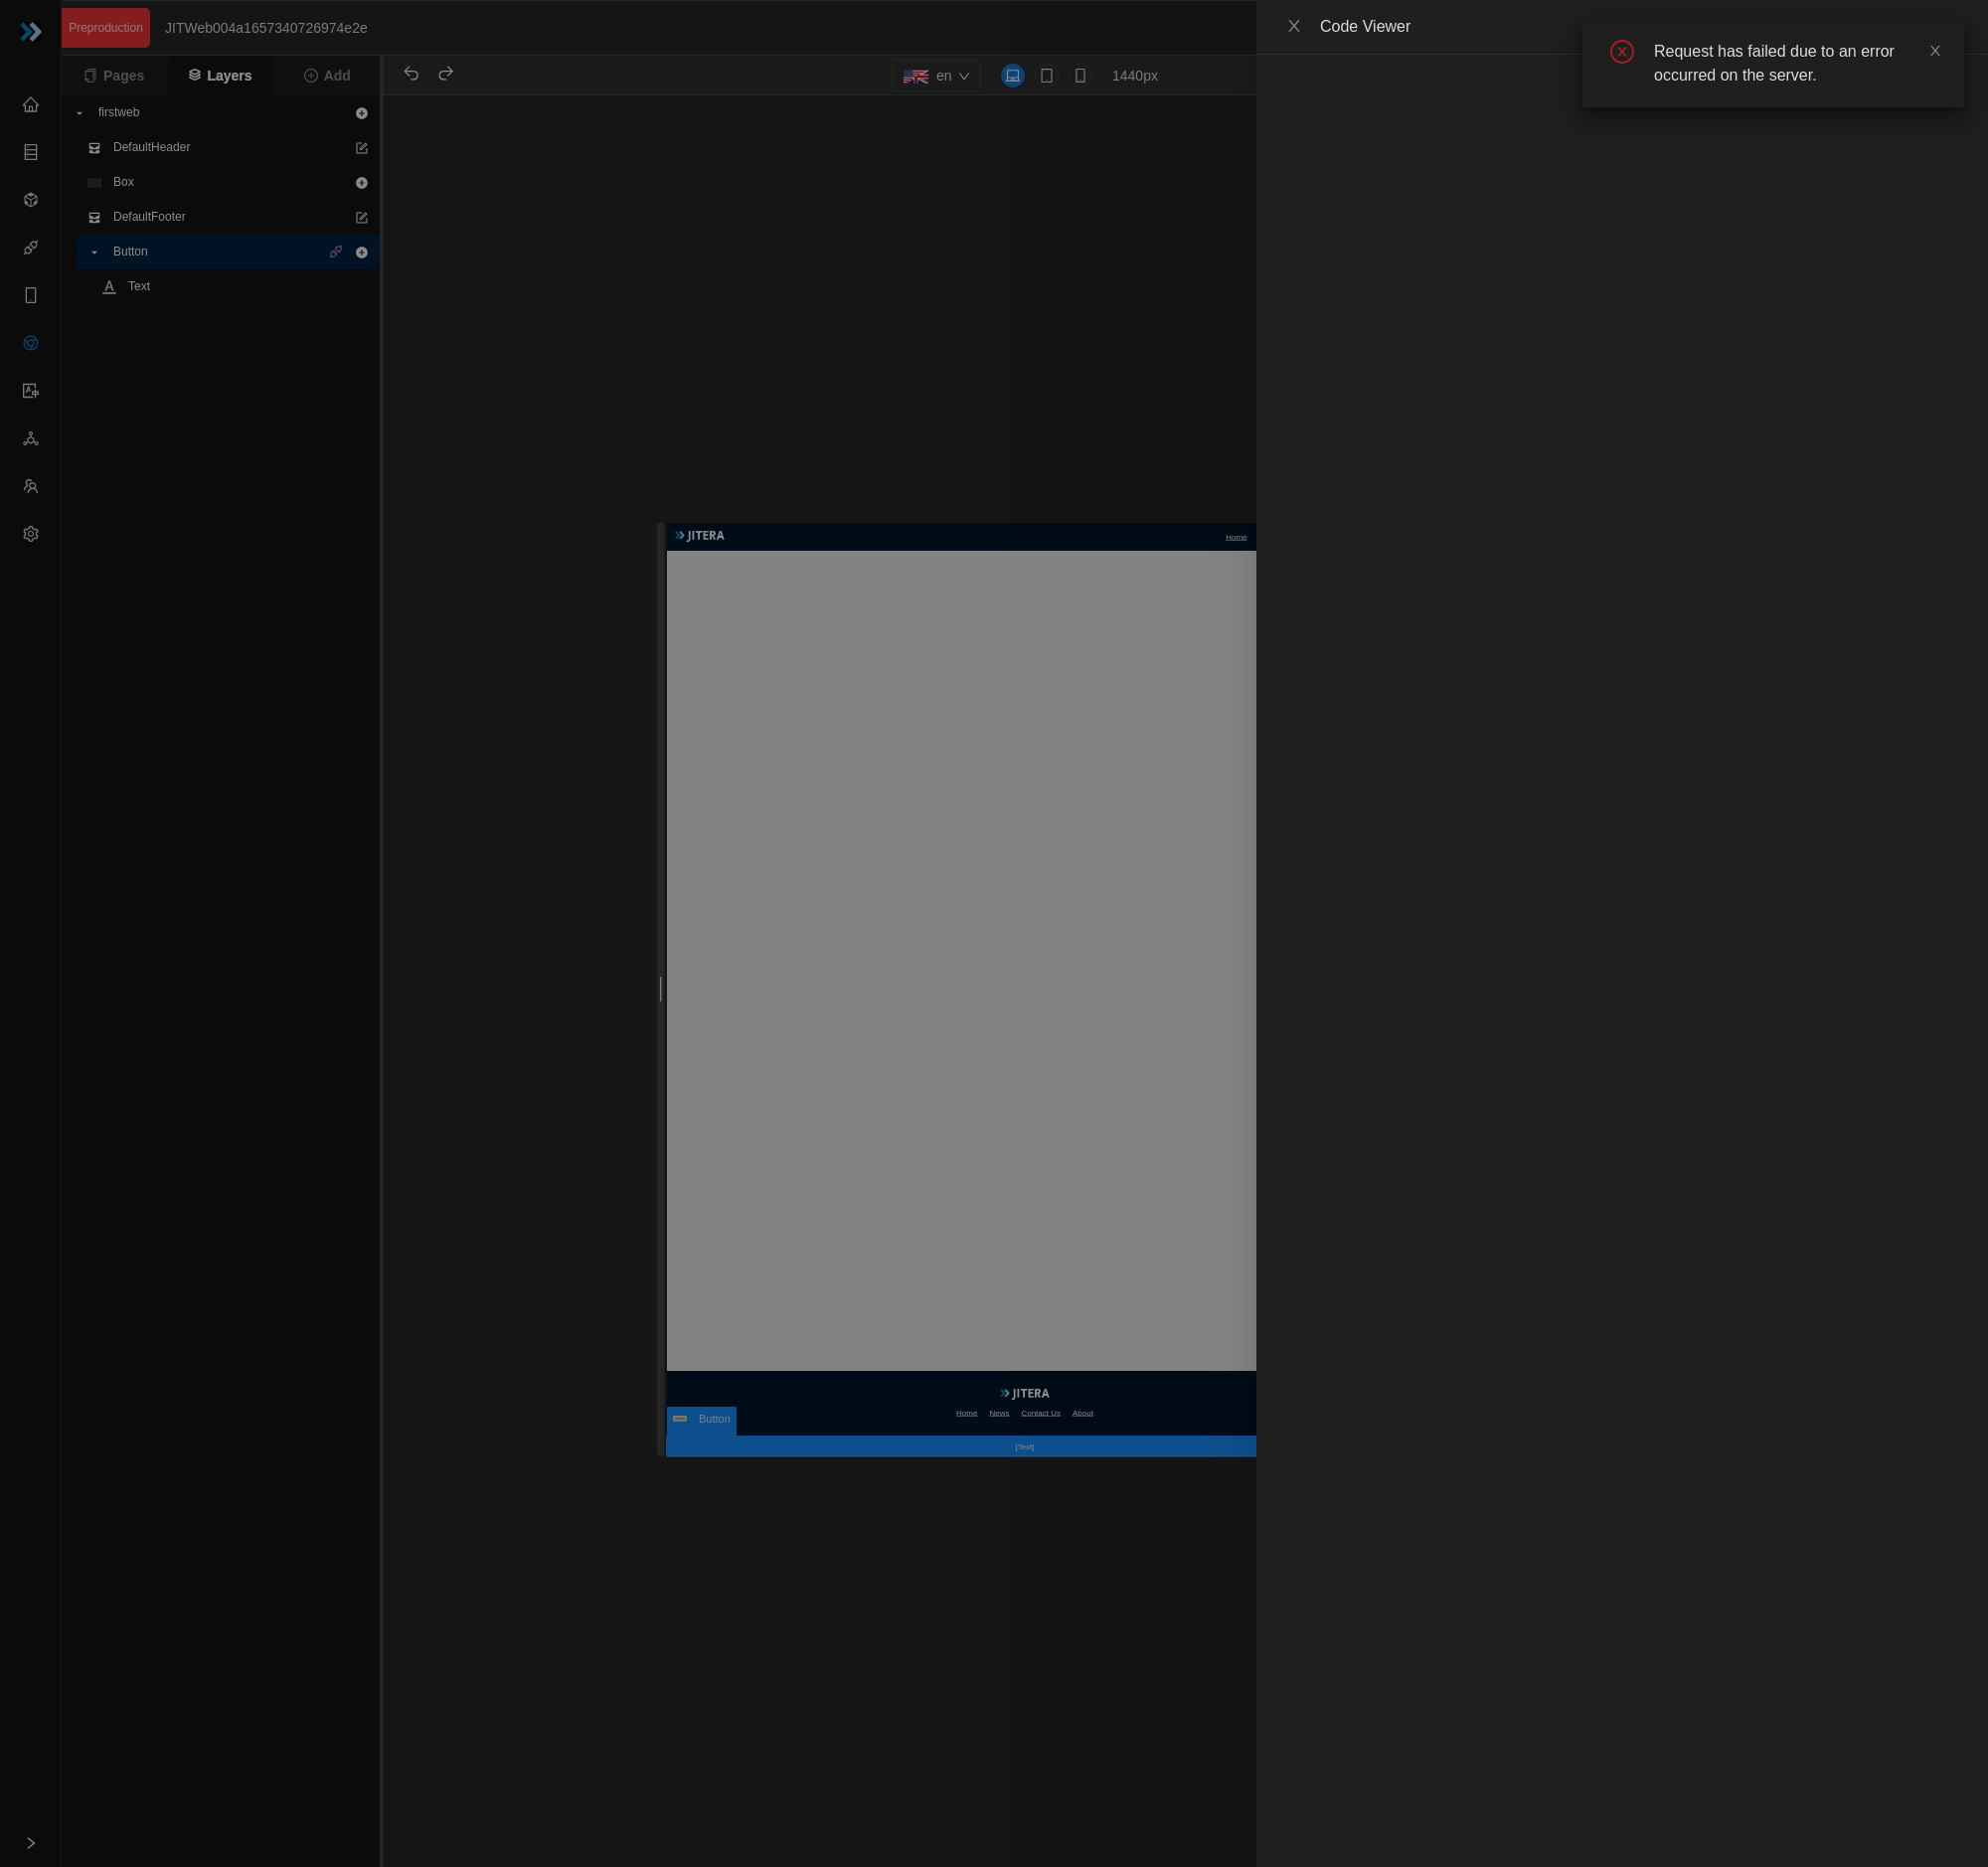 Preproduction
JITWeb004a1657340726974e2e
Code Viewer
Request has failed due to an error
occurred on the server.
Pages
Layers
Add
en
1440px
firstweb
DefaultHeader
Box
DefaultFooter
Button
Text
JITERA
Home
JITERA
Home News Contact Us About
Button
[Text]